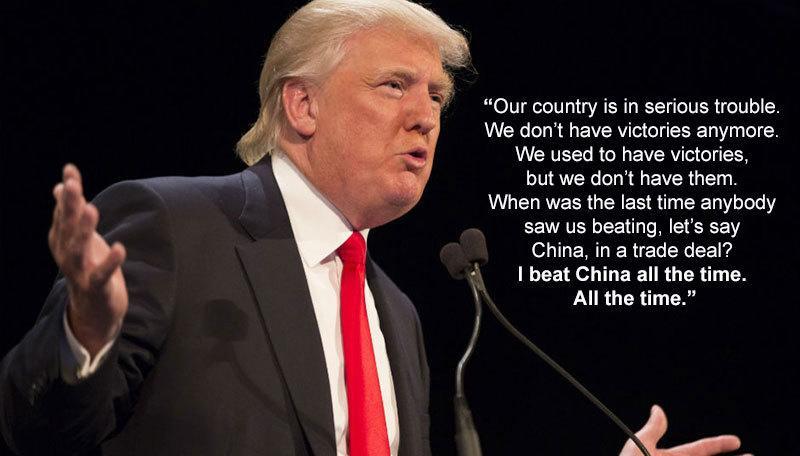 “Our country is in serious trouble.
We don’t have victories anymore.
We used to have victories,
but we don’t have them.
When was the last time anybody
saw us beating, let’s say
China, in a trade deal?
I beat China all the time.
All the time.”